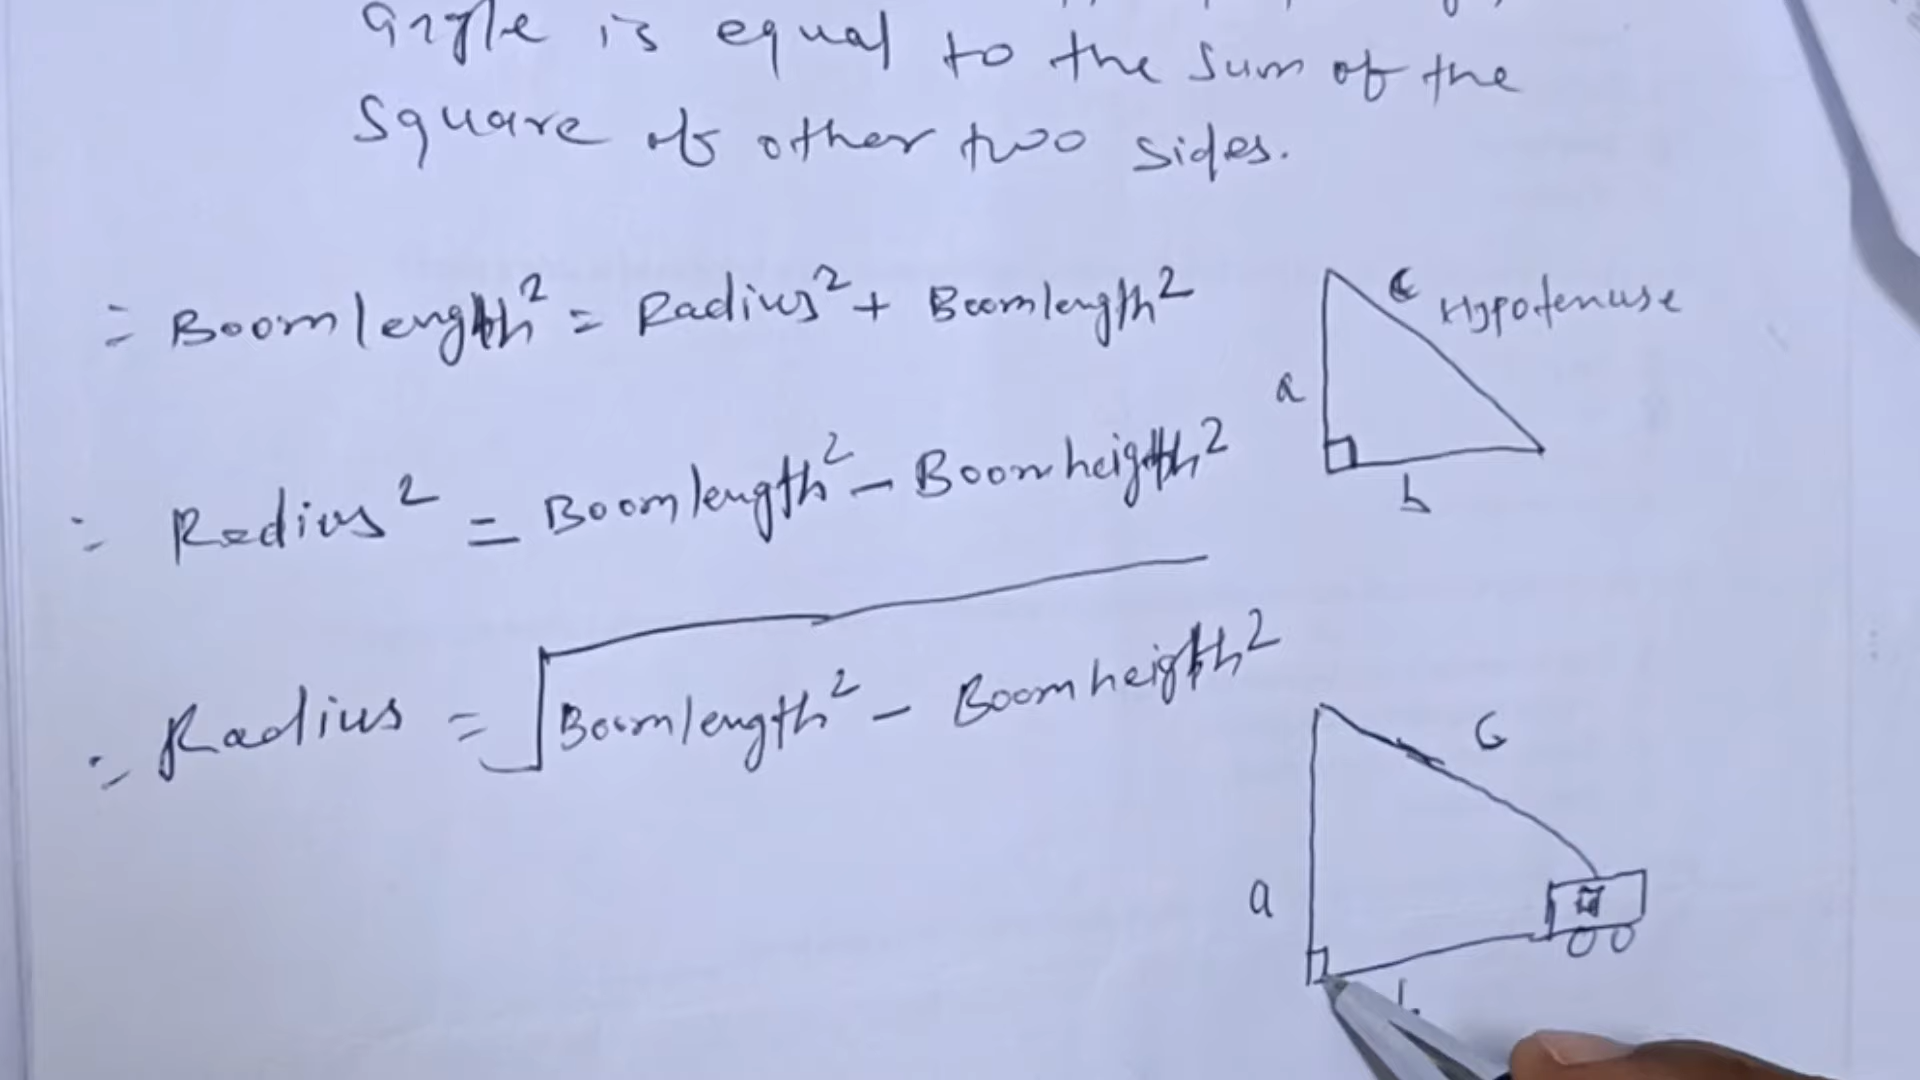 angle is equal to the sum of the
square of other two sides.
= Boomlength² = Radius² + Boomlength²
c Hypotenuse
a
b
= Radius² = Boomlength² - Boomheigth²
= Radius = √Boomlength² - Boomheigth²
c
a